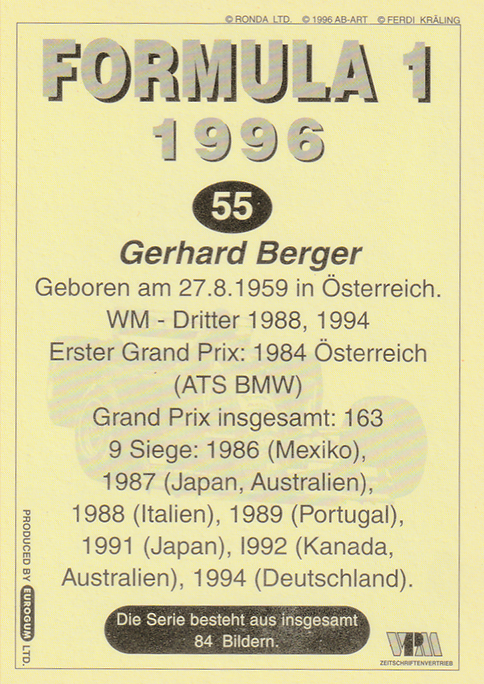 © RONDA LTD. © 1996 AB-ART © FERDI KRÄLING
FORMULA 1
1996
55
Gerhard Berger
Geboren am 27.8.1959 in Österreich.
WM - Dritter 1988, 1994
Erster Grand Prix: 1984 Österreich
(ATS BMW)
Grand Prix insgesamt: 163
9 Siege: 1986 (Mexiko),
1987 (Japan, Australien),
1988 (Italien), 1989 (Portugal),
1991 (Japan), I992 (Kanada,
Australien), 1994 (Deutschland).
Die Serie besteht aus insgesamt
84 Bildern.
PRODUCED BY EUROGUM LTD.
VPM
ZEITSCHRIFTENVERTRIEB